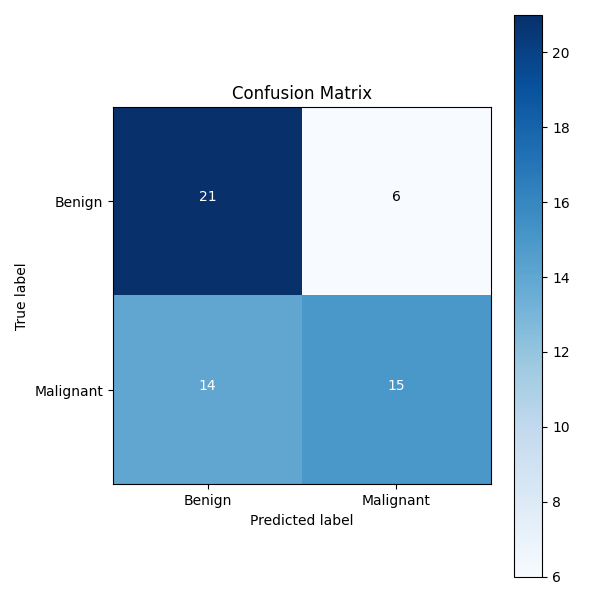 Confusion Matrix
True label
Benign
21
6
Malignant
14
15
Benign
Malignant
Predicted label
20
18
16
14
12
10
8
6